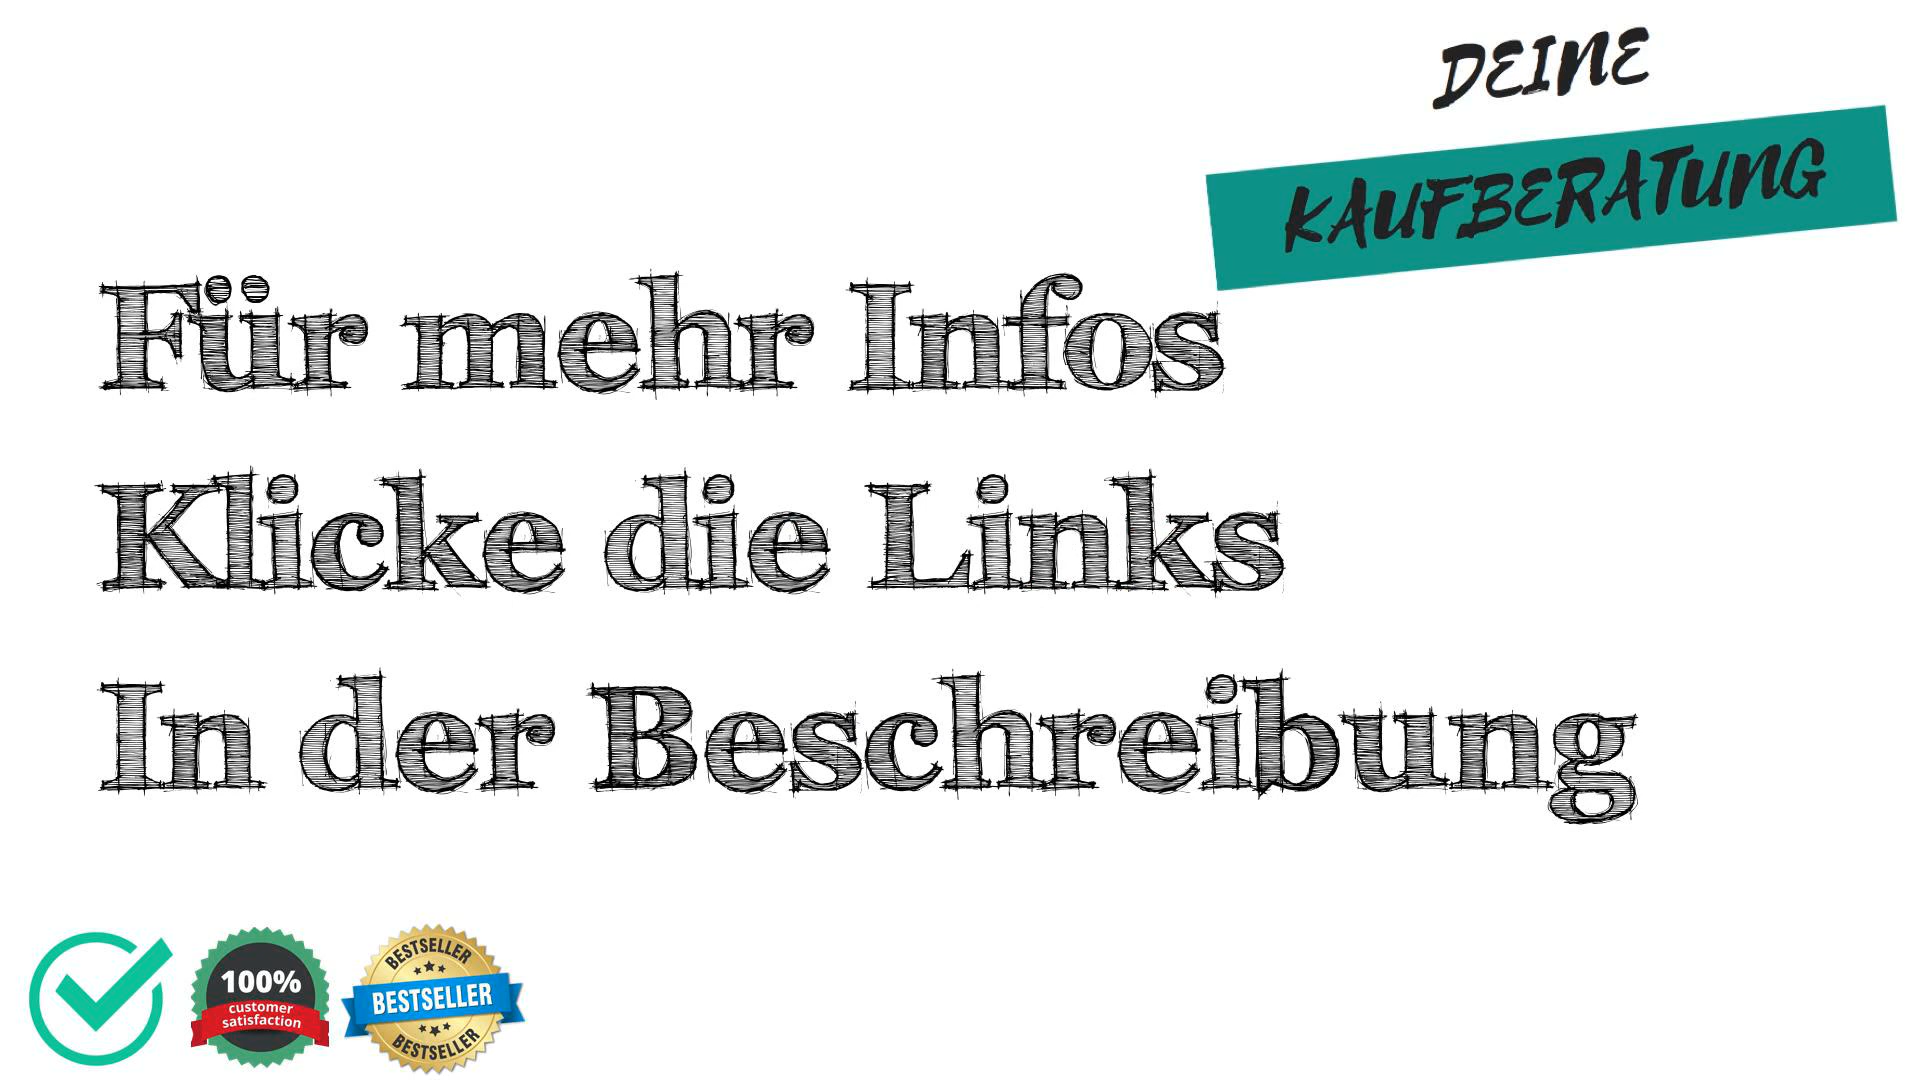 DEINE
KAUFBERATUNG
Für mehr Infos
Klicke die Links
In der Beschreibung
100%
customer
satisfaction
BESTSELLER
BESTSELLER
BESTSELLER